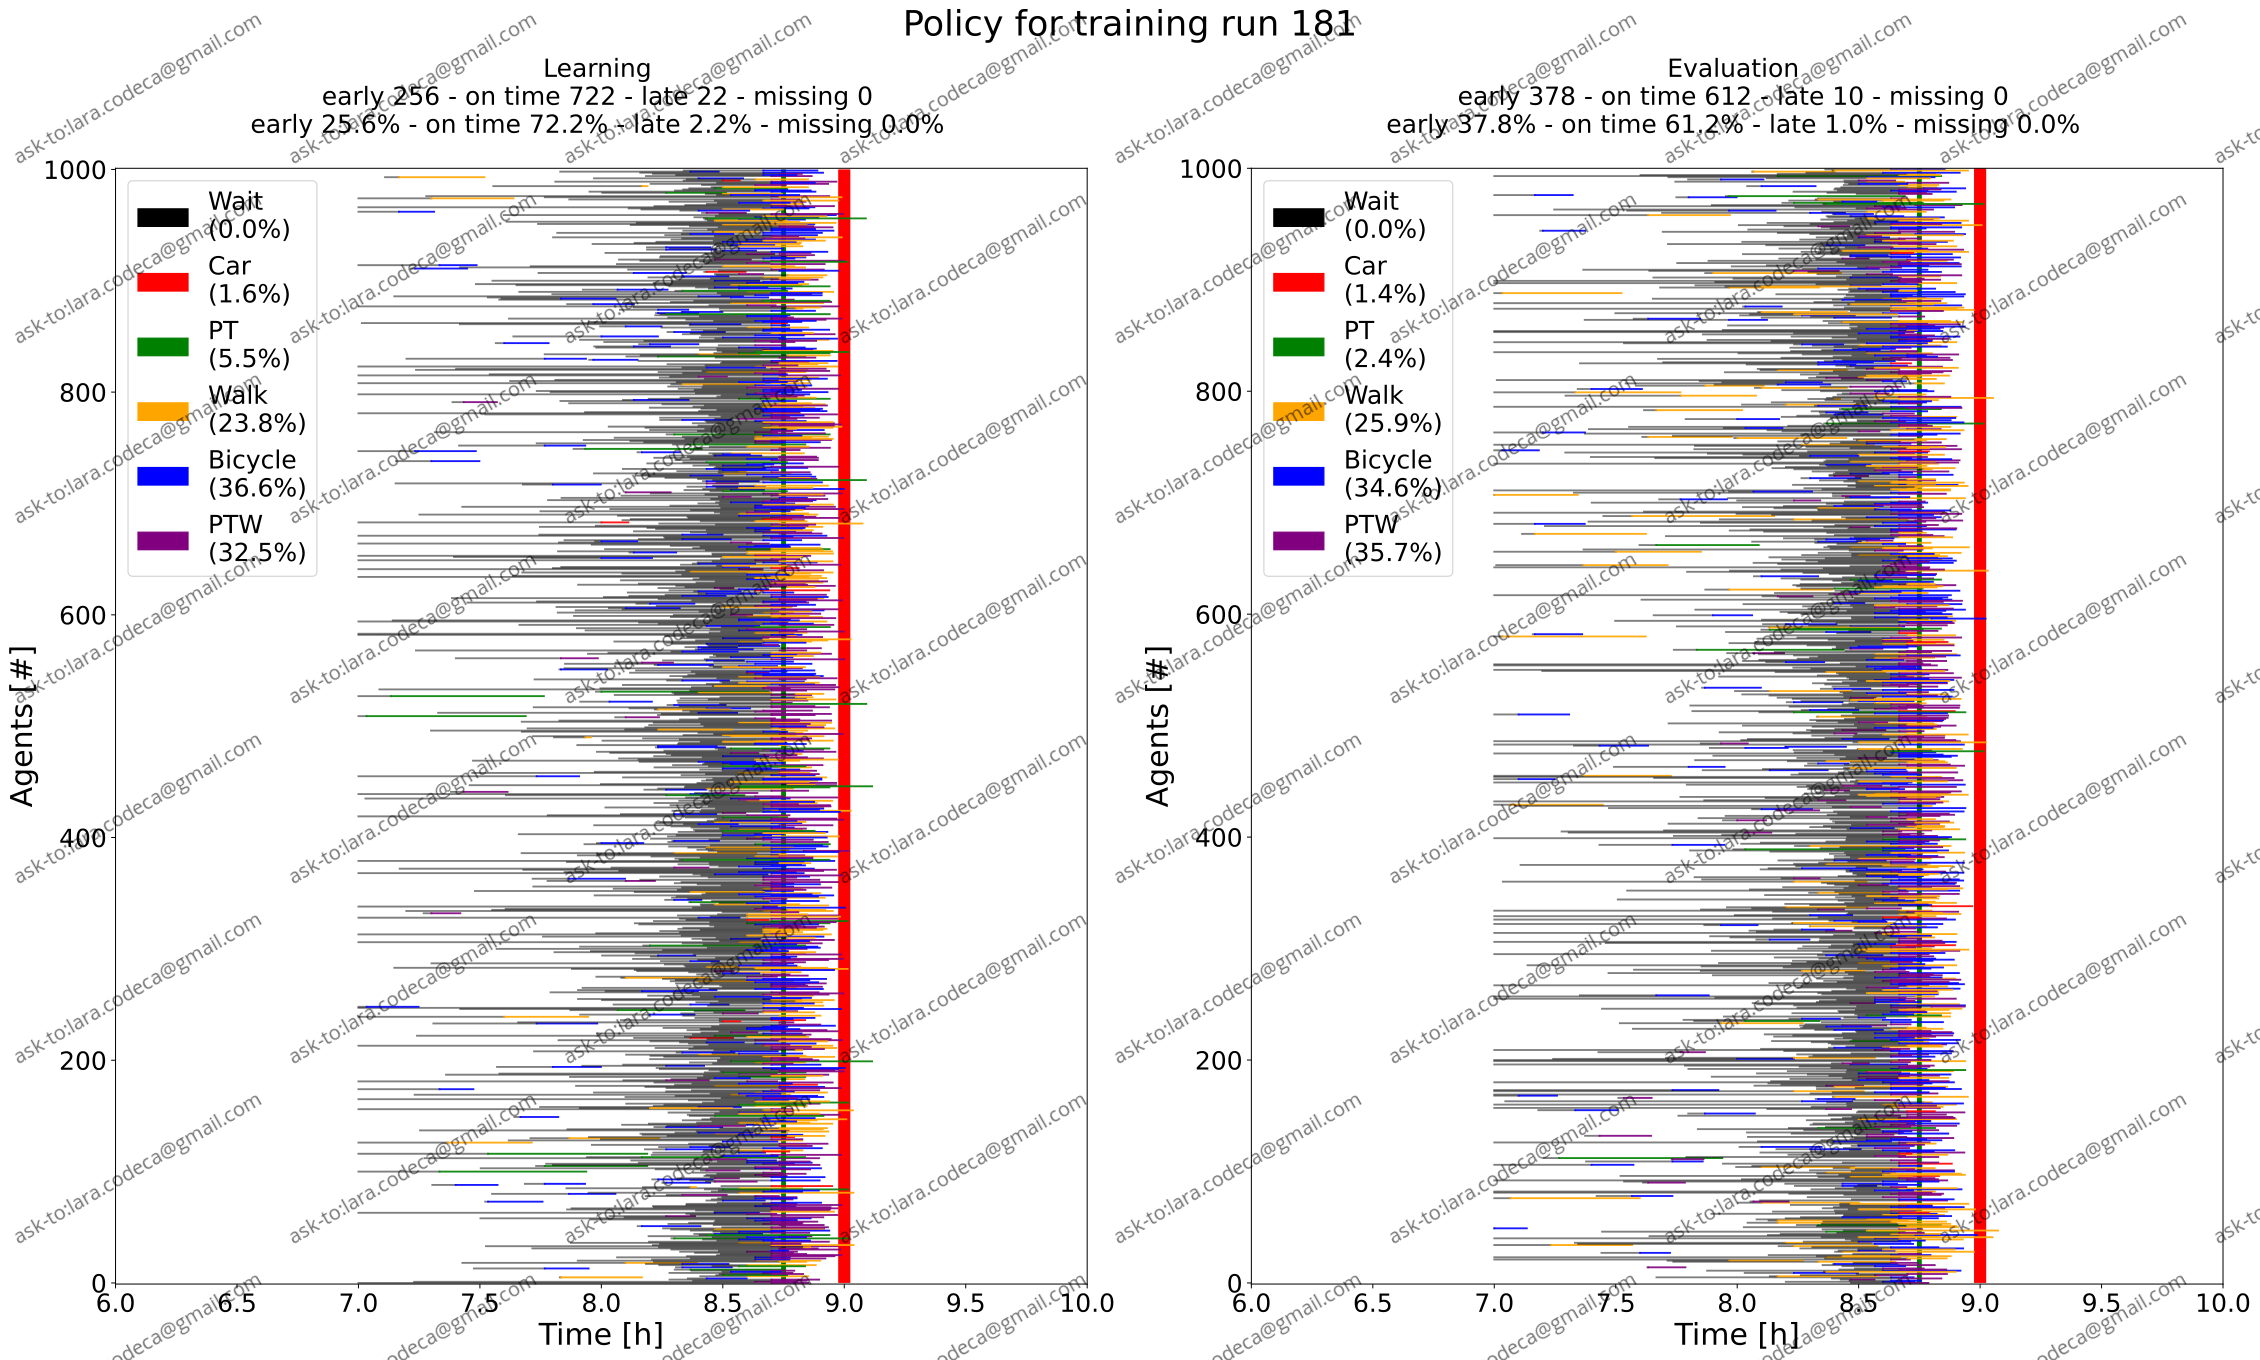 Policy for training run 181
Learning
early 256 - on time 722 - late 22 - missing 0
early 25.6% - on time 72.2% - late 2.2% - missing 0.0%
1000
800
600
400
200
0
Agents [#]
Wait
(0.0%)
Car
(1.6%)
PT
(5.5%)
Walk
(23.8%)
Bicycle
(36.6%)
PTW
(32.5%)
6.0 6.5 7.0 7.5 8.0 8.5 9.0 9.5 10.0
Time [h]
Evaluation
early 378 - on time 612 - late 10 - missing 0
early 37.8% - on time 61.2% - late 1.0% - missing 0.0%
1000
800
600
400
200
0
Agents [#]
Wait
(0.0%)
Car
(1.4%)
PT
(2.4%)
Walk
(25.9%)
Bicycle
(34.6%)
PTW
(35.7%)
6.0 6.5 7.0 7.5 8.0 8.5 9.0 9.5 10.0
Time [h]
ask-to:lara.codeca@gmail.com